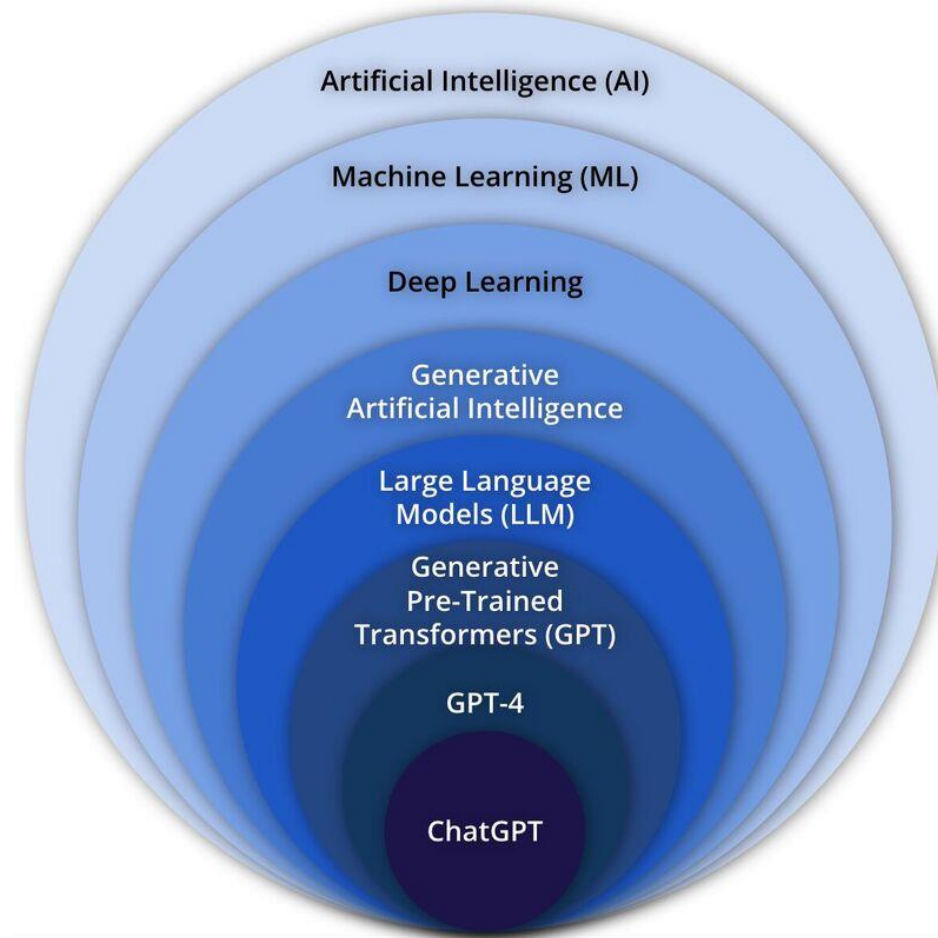 Artificial Intelligence (AI)
Machine Learning (ML)
Deep Learning
Generative
Artificial Intelligence
Large Language
Models (LLM)
Generative
Pre-Trained
Transformers (GPT)
GPT-4
ChatGPT